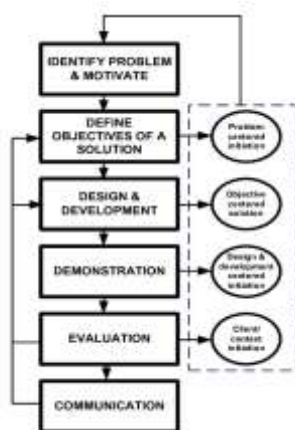 IDENTIFY PROBLEM
& MOTIVATE
DEFINE
OBJECTIVES OF A
SOLUTION
Problem
centered
initiation
DESIGN &
DEVELOPMENT
Objective
centered
solution
DEMONSTRATION
Design &
development
centered
initiation
EVALUATION
Client/
context
initiation
COMMUNICATION